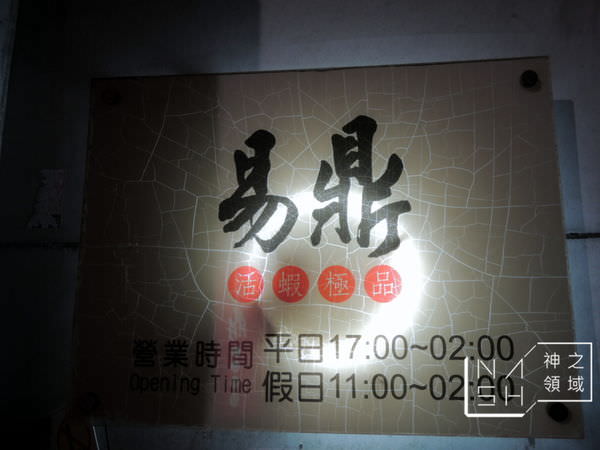 易鼎
活蝦極品
營業時間 平日17:00~02:00
Opening Time 假日11:00~02:00
神之
領域